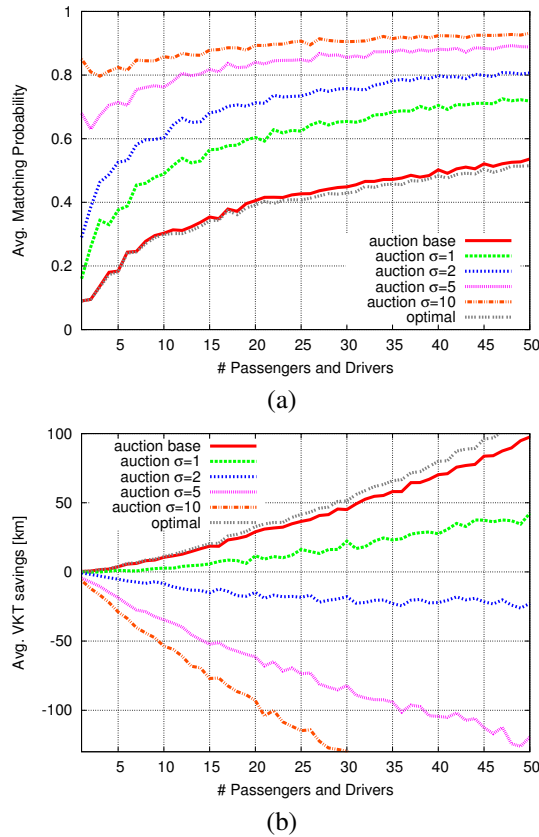 1
0.8
0.6
0.4
0.2
0
Avg. Matching Probability
auction base
auction σ=1
auction σ=2
auction σ=5
auction σ=10
optimal
5 10 15 20 25 30 35 40 45 50
# Passengers and Drivers
(a)
100
50
0
-50
-100
Avg. VKT savings [km]
auction base
auction σ=1
auction σ=2
auction σ=5
auction σ=10
optimal
5 10 15 20 25 30 35 40 45 50
# Passengers and Drivers
(b)